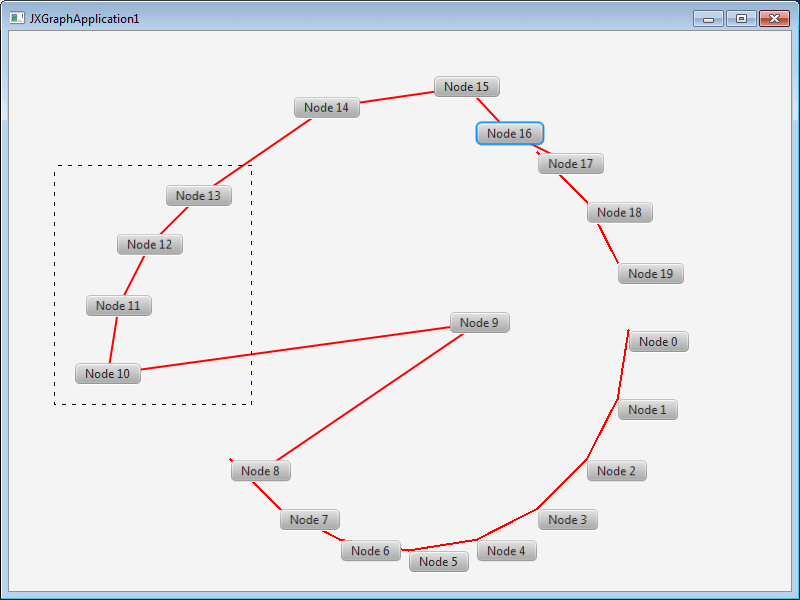 JXGraphApplication1
Node 15
Node 14
Node 16
Node 17
Node 13
Node 18
Node 12
Node 19
Node 11
Node 9
Node 0
Node 10
Node 1
Node 8
Node 2
Node 7
Node 3
Node 6
Node 4
Node 5